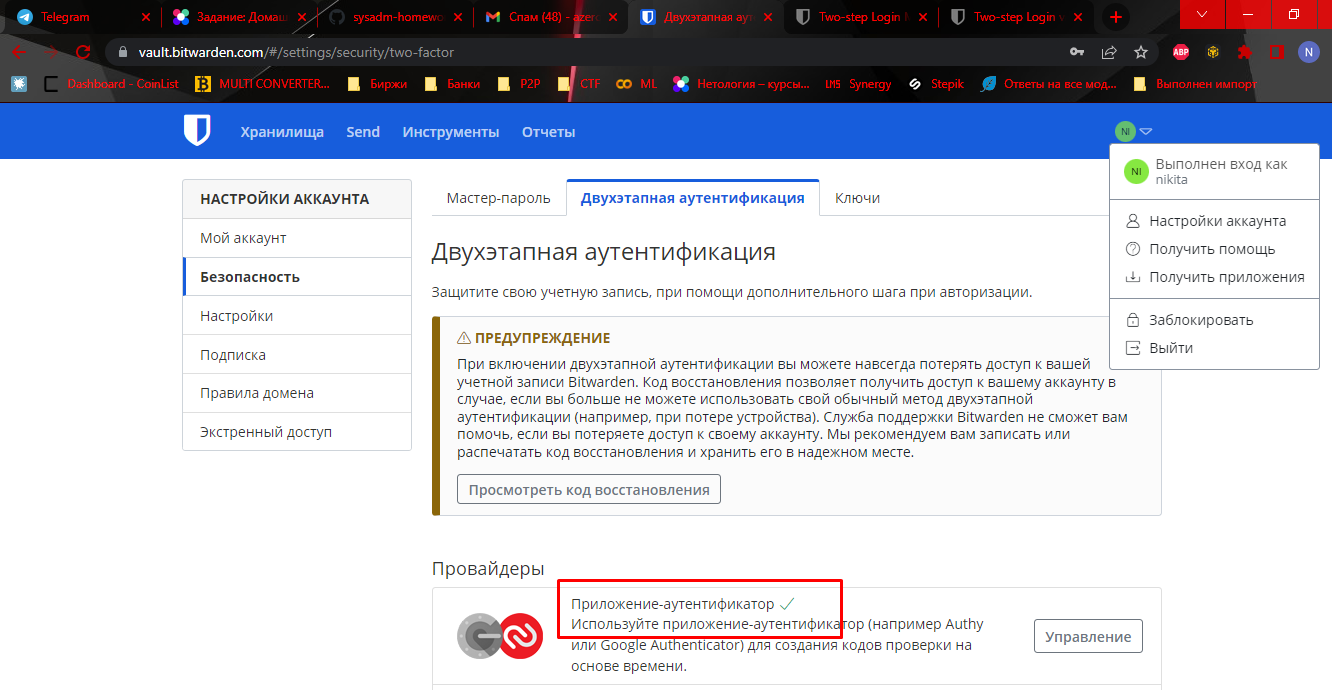 Telegram
Задание: Домаш
sysadm-homewo
Спам (48) - azer
Двухэтапная аут
Two-step Login
Two-step Login v
vault.bitwarden.com/#/settings/security/two-factor
ABP
N
Dashboard - CoinList
MULTI CONVERTER...
Биржи
Банки
P2P
CTF
ML
Нетология – курсы...
LMS
Synergy
Stepik
Ответы на все мод...
Выполнен импорт
Хранилища
Send
Инструменты
Отчеты
NI
NI
Выполнен вход как
nikita
Настройки аккаунта
Получить помощь
Получить приложения
Заблокировать
Выйти
НАСТРОЙКИ АККАУНТА
Мой аккаунт
Безопасность
Настройки
Подписка
Правила домена
Экстренный доступ
Мастер-пароль
Двухэтапная аутентификация
Ключи
Двухэтапная аутентификация
Защитите свою учетную запись, при помощи дополнительного шага при авторизации.
ПРЕДУПРЕЖДЕНИЕ
При включении двухэтапной аутентификации вы можете навсегда потерять доступ к вашей
учетной записи Bitwarden. Код восстановления позволяет получить доступ к вашему аккаунту в
случае, если вы больше не можете использовать свой обычный метод двухэтапной
аутентификации (например, при потере устройства). Служба поддержки Bitwarden не сможет вам
помочь, если вы потеряете доступ к своему аккаунту. Мы рекомендуем вам записать или
распечатать код восстановления и хранить его в надежном месте.
Просмотреть код восстановления
Провайдеры
Приложение-аутентификатор
Используйте приложение-аутентификатор (например Authy
или Google Authenticator) для создания кодов проверки на
основе времени.
Управление